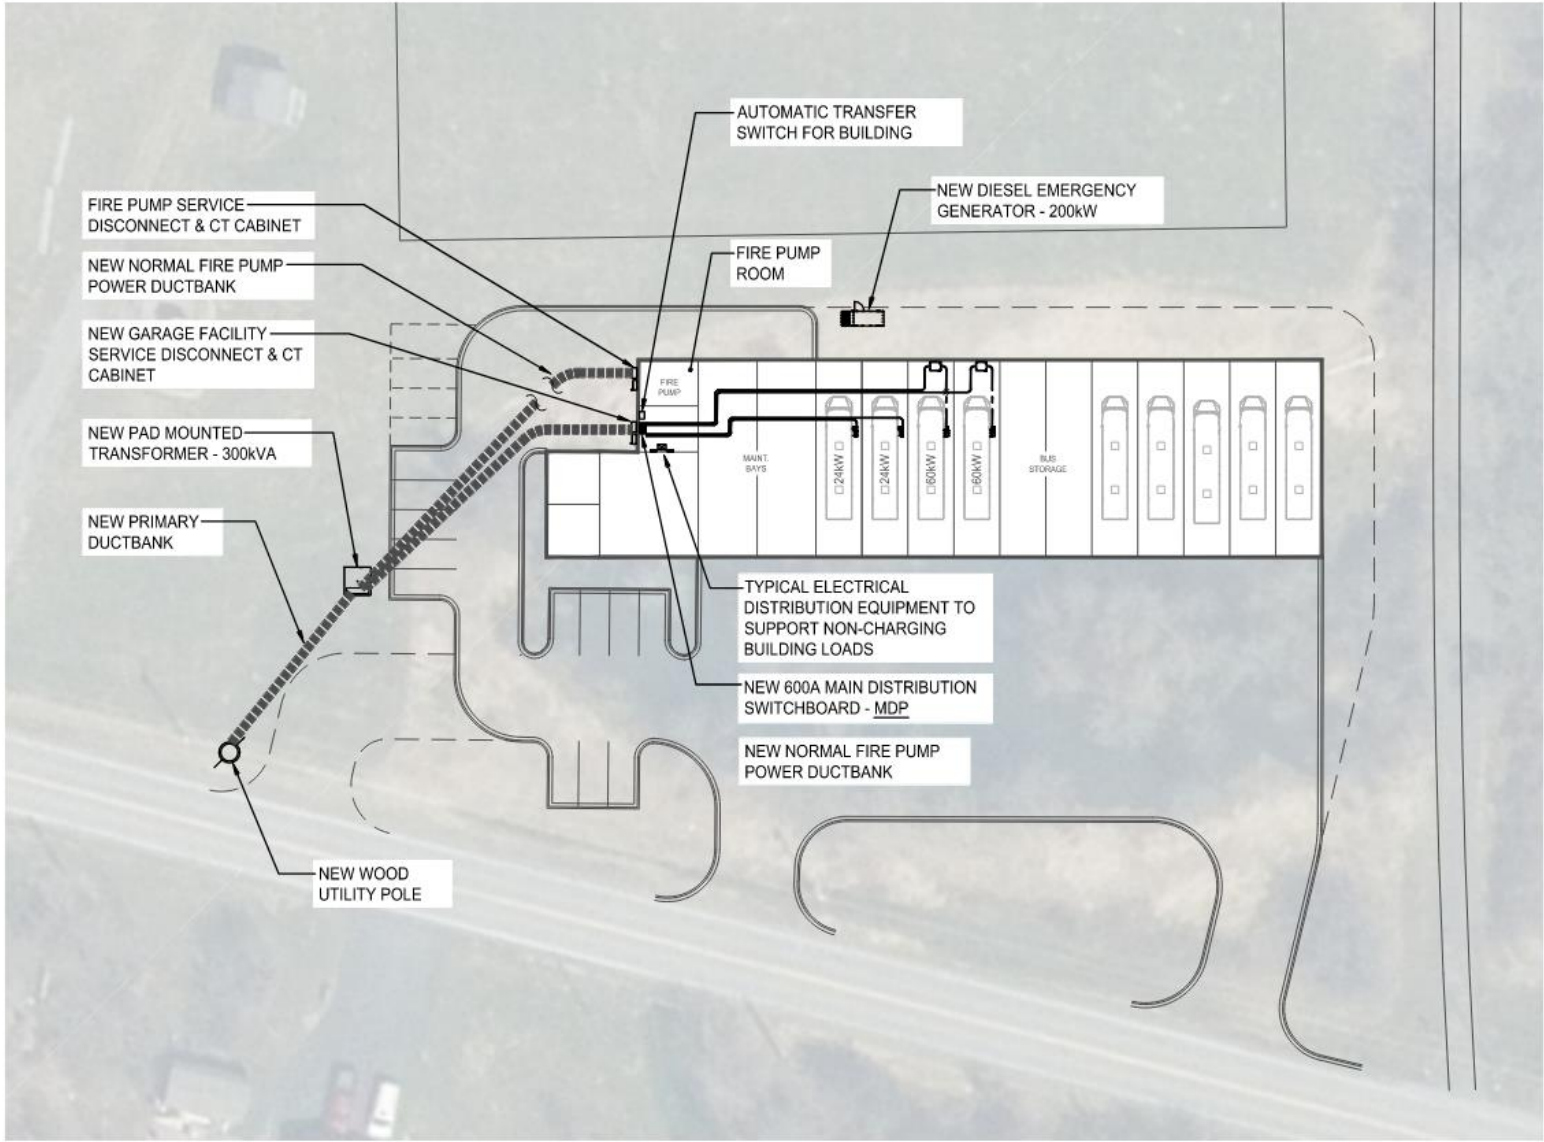 AUTOMATIC TRANSFER
SWITCH FOR BUILDING
NEW DIESEL EMERGENCY
GENERATOR - 200kW
FIRE PUMP SERVICE
DISCONNECT & CT CABINET
FIRE PUMP
ROOM
NEW NORMAL FIRE PUMP
POWER DUCTBANK
NEW GARAGE FACILITY
SERVICE DISCONNECT & CT
CABINET
FIRE
PUMP
NEW PAD MOUNTED
TRANSFORMER - 300kVA
MAINT.
BAYS
24kW
24kW
60kW
60kW
BUS
STORAGE
NEW PRIMARY
DUCTBANK
TYPICAL ELECTRICAL
DISTRIBUTION EQUIPMENT TO
SUPPORT NON-CHARGING
BUILDING LOADS
NEW 600A MAIN DISTRIBUTION
SWITCHBOARD - MDP
NEW NORMAL FIRE PUMP
POWER DUCTBANK
NEW WOOD
UTILITY POLE